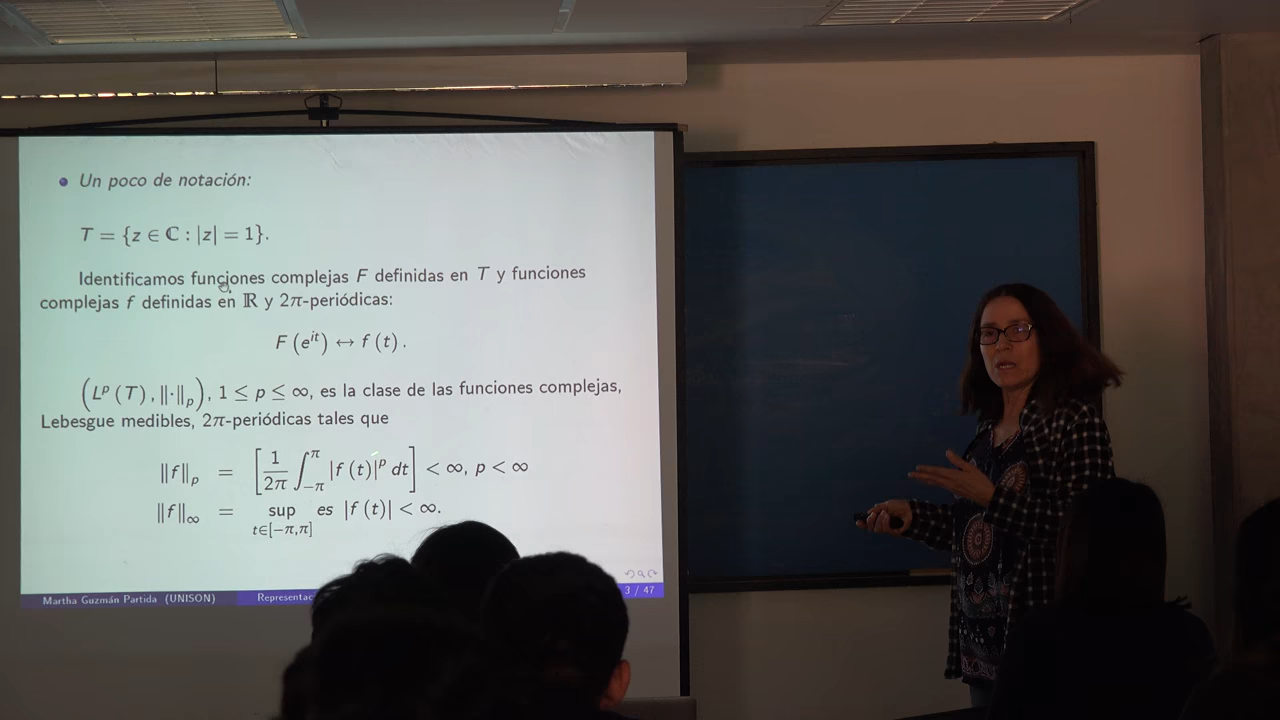 Un poco de notación:
T = {z ∈ ℂ : |z| = 1}.
Identificamos funciones complejas F definidas en T y funciones
complejas f definidas en ℝ y 2π-periódicas:
F (e^{it}) ↔ f (t).
(L^p (T), ‖·‖_p), 1 ≤ p ≤ ∞, es la clase de las funciones complejas,
Lebesgue medibles, 2π-periódicas tales que
‖f‖_p = [1/2π ∫_{-π}^{π} |f (t)|^p dt] < ∞, p < ∞
‖f‖_∞ = sup_{t∈[-π,π]} es |f (t)| < ∞.
Martha Guzmán Partida (UNISON) 3 / 47